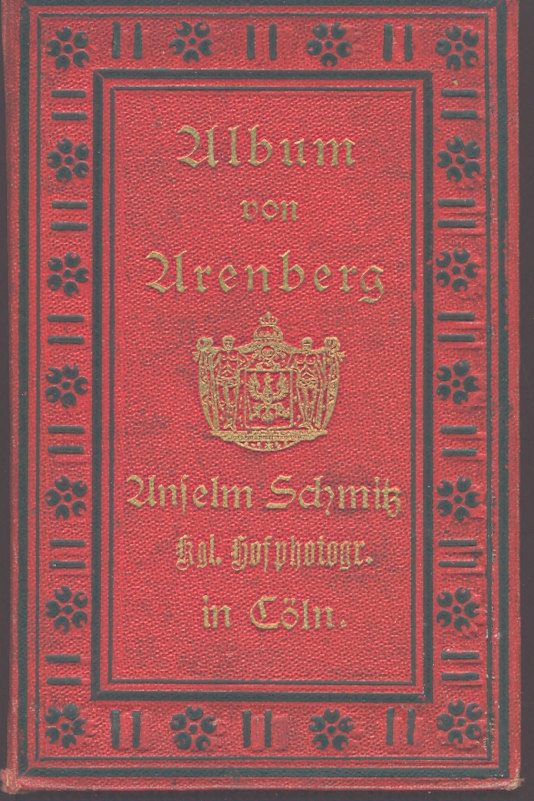 Album
von
Arenberg
Anselm Schmitz
Kgl. Hofphotogr.
in Cöln.